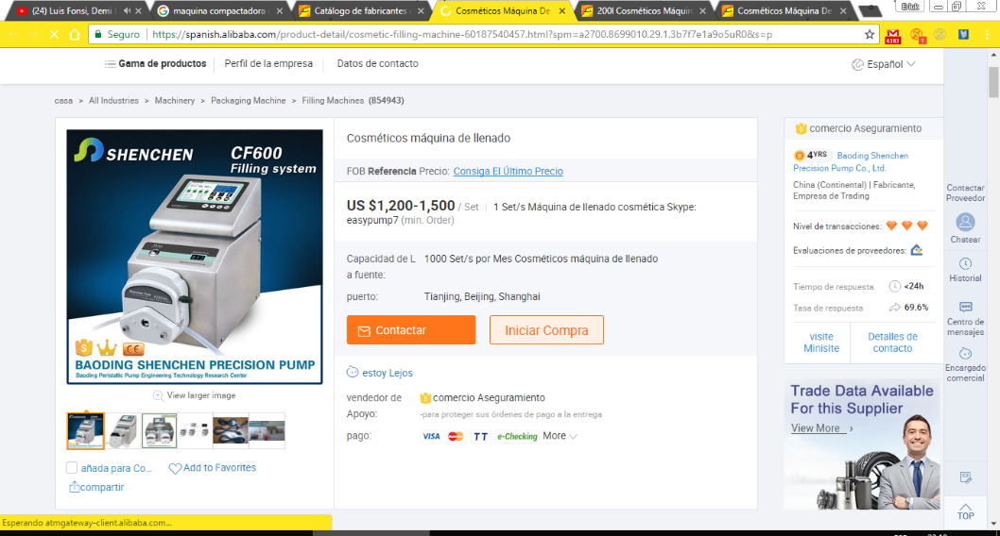 (24) Luis Fonsi, Demi L
maquina compactadora d
Catálogo de fabricantes d
Cosméticos Máquina De
200l Cosméticos Máquin
Cosméticos Máquina De
Seguro
https://spanish.alibaba.com/product-detail/cosmetic-filling-machine-60187540457.html?spm=a2700.8699010.29.1.3b7f7e1a9o5uR0&s=p
6383
1
Gama de productos
Perfil de la empresa
Datos de contacto
Español
casa > All Industries > Machinery > Packaging Machine > Filling Machines (854943)
SHENCHEN
CF600
Filling system
CE
BAODING SHENCHEN PRECISION PUMP
Baoding Peristaltic Pump Engineering Technology Research Center
View larger image
añada para Co...
Add to Favorites
compartir
Cosméticos máquina de llenado
FOB Referencia Precio: Consiga El Último Precio
US $1,200-1,500 / Set | 1 Set/s Máquina de llenado cosmética Skype:
easypump7 (min. Order)
Capacidad de L
a fuente:
1000 Set/s por Mes Cosméticos máquina de llenado
puerto:
Tianjing, Beijing, Shanghai
Contactar
Iniciar Compra
estoy Lejos
vendedor de
Apoyo:
comercio Aseguramiento
-para proteger sus órdenes de pago a la entrega
pago:
VISA
TT
e-Checking
More
comercio Aseguramiento
4YRS
Baoding Shenchen
Precision Pump Co., Ltd.
China (Continental) | Fabricante,
Empresa de Trading
Nivel de transacciones:
Evaluaciones de proveedores:
Tiempo de respuesta
<24h
Tasa de respuesta
69.6%
visite
Minisite
Detalles de
contacto
Trade Data Available
For this Supplier
View More >
Contactar
Proveedor
Chatear
Historial
Centro de
mensajes
Encargado
comercial
TOP
Esperando atmgateway-client.alibaba.com...